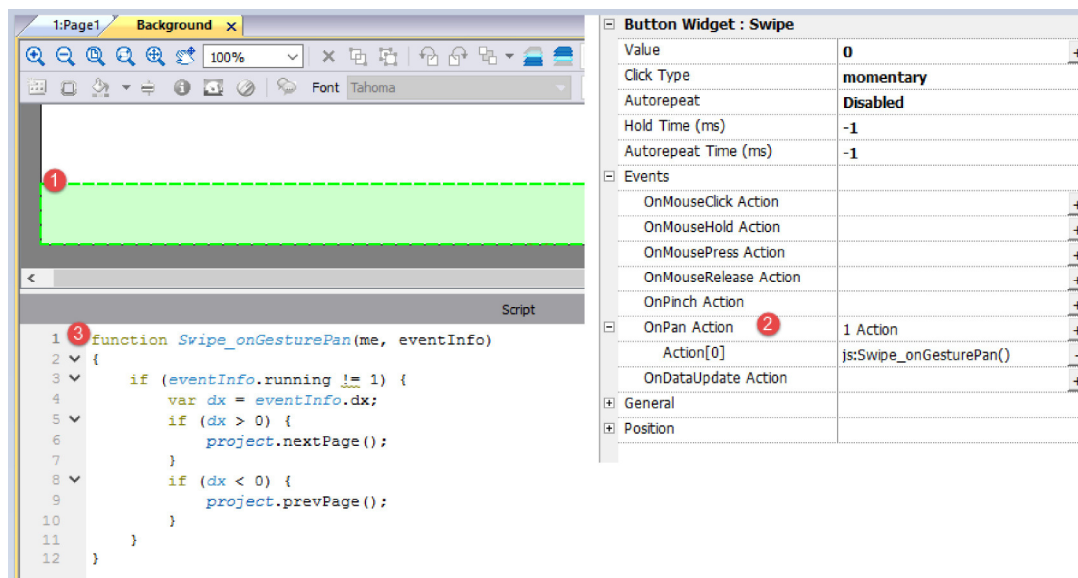 1:Page1
Background x
100%
Font Tahoma
1
Script
3
1 function Swipe_onGesturePan(me, eventInfo)
2 {
3 if (eventInfo.running != 1) {
4 var dx = eventInfo.dx;
5 if (dx > 0) {
6 project.nextPage();
7 }
8 if (dx < 0) {
9 project.prevPage();
10 }
11 }
12 }
Button Widget : Swipe
Value 0 +
Click Type momentary
Autorepeat Disabled
Hold Time (ms) -1
Autorepeat Time (ms) -1
Events
OnMouseClick Action +
OnMouseHold Action +
OnMousePress Action +
OnMouseRelease Action +
OnPinch Action +
OnPan Action 2 1 Action +
Action[0] js:Swipe_onGesturePan() -
OnDataUpdate Action +
General
Position